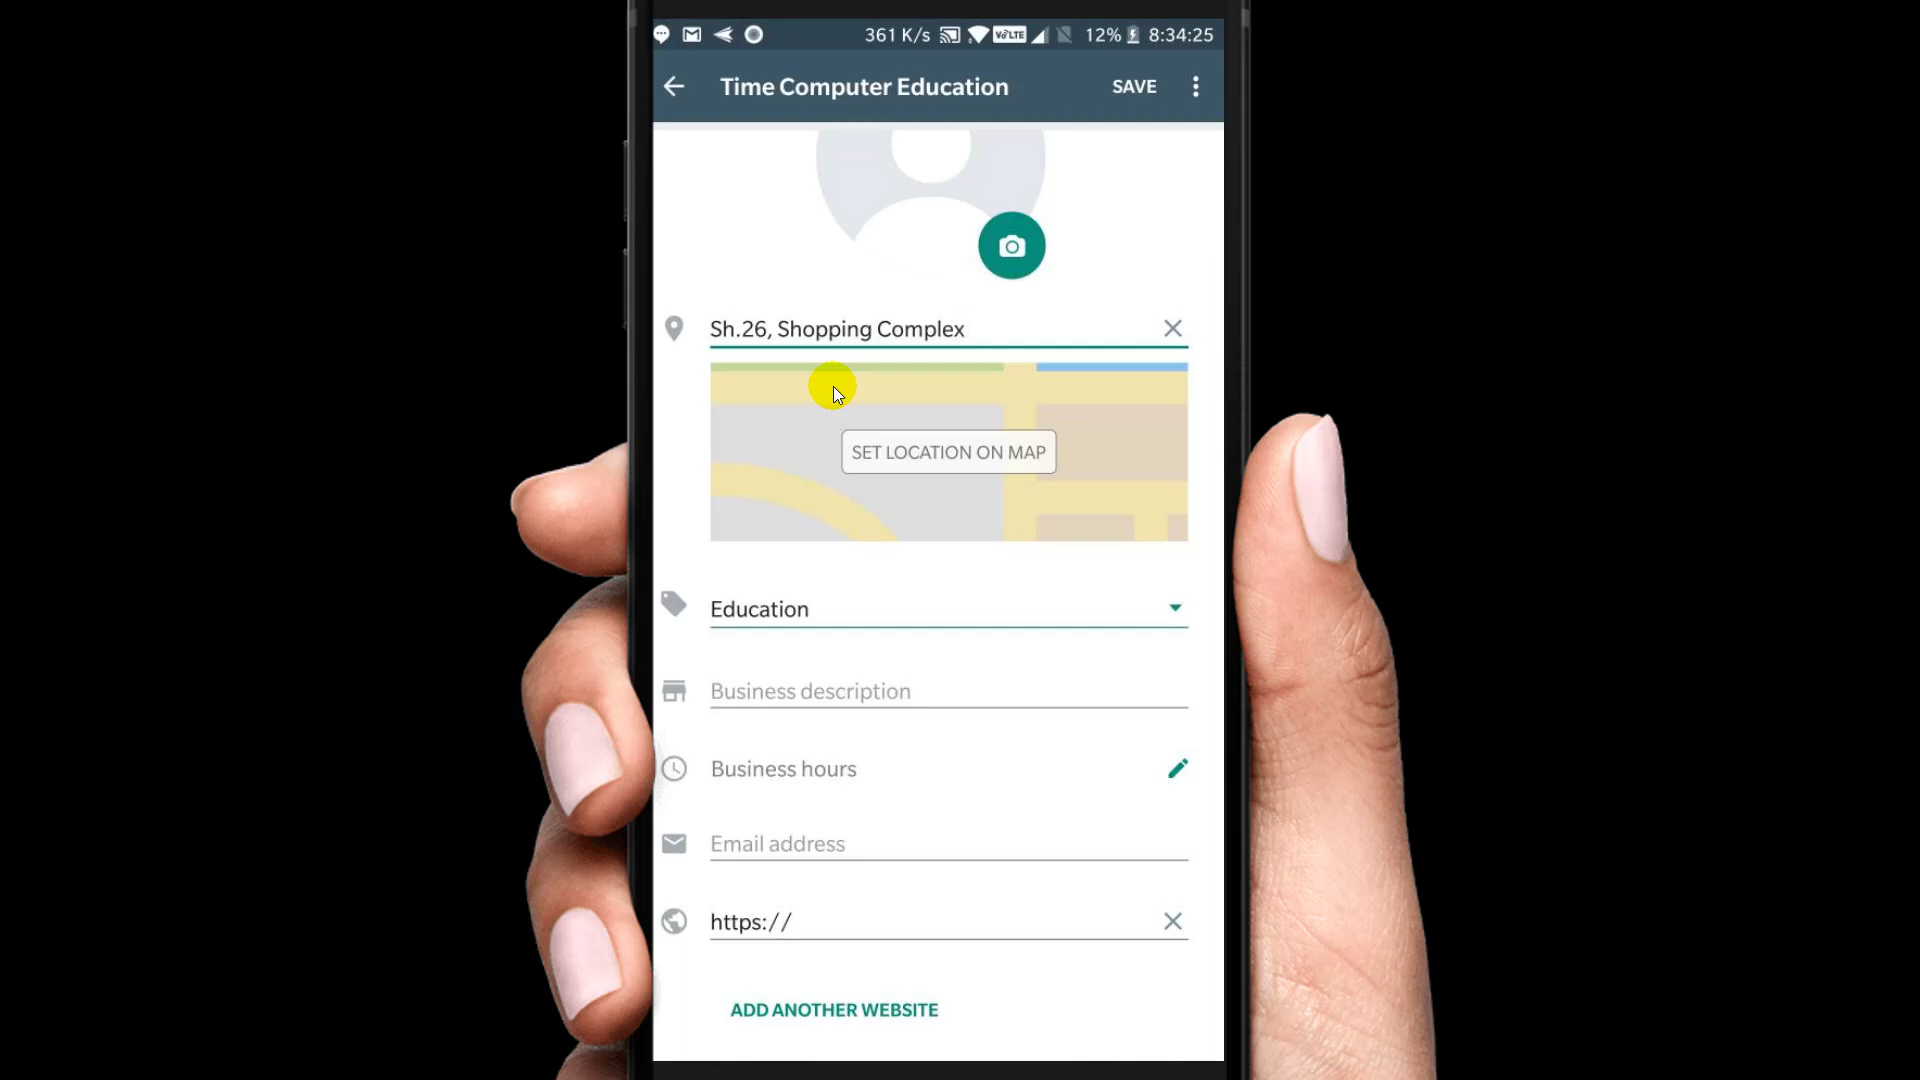 361 K/s VoLTE 12% 8:34:25
Time Computer Education SAVE
Sh.26, Shopping Complex
SET LOCATION ON MAP
Education
Business description
Business hours
Email address
https://
ADD ANOTHER WEBSITE